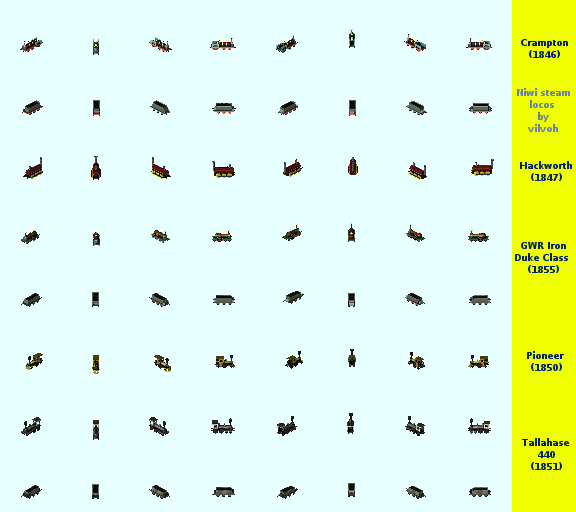 Crampton
(1846)
Niwi steam
locos
by
vilvoh
Hackworth
(1847)
GWR Iron
Duke Class
(1855)
Pioneer
(1850)
Tallahase
440
(1851)